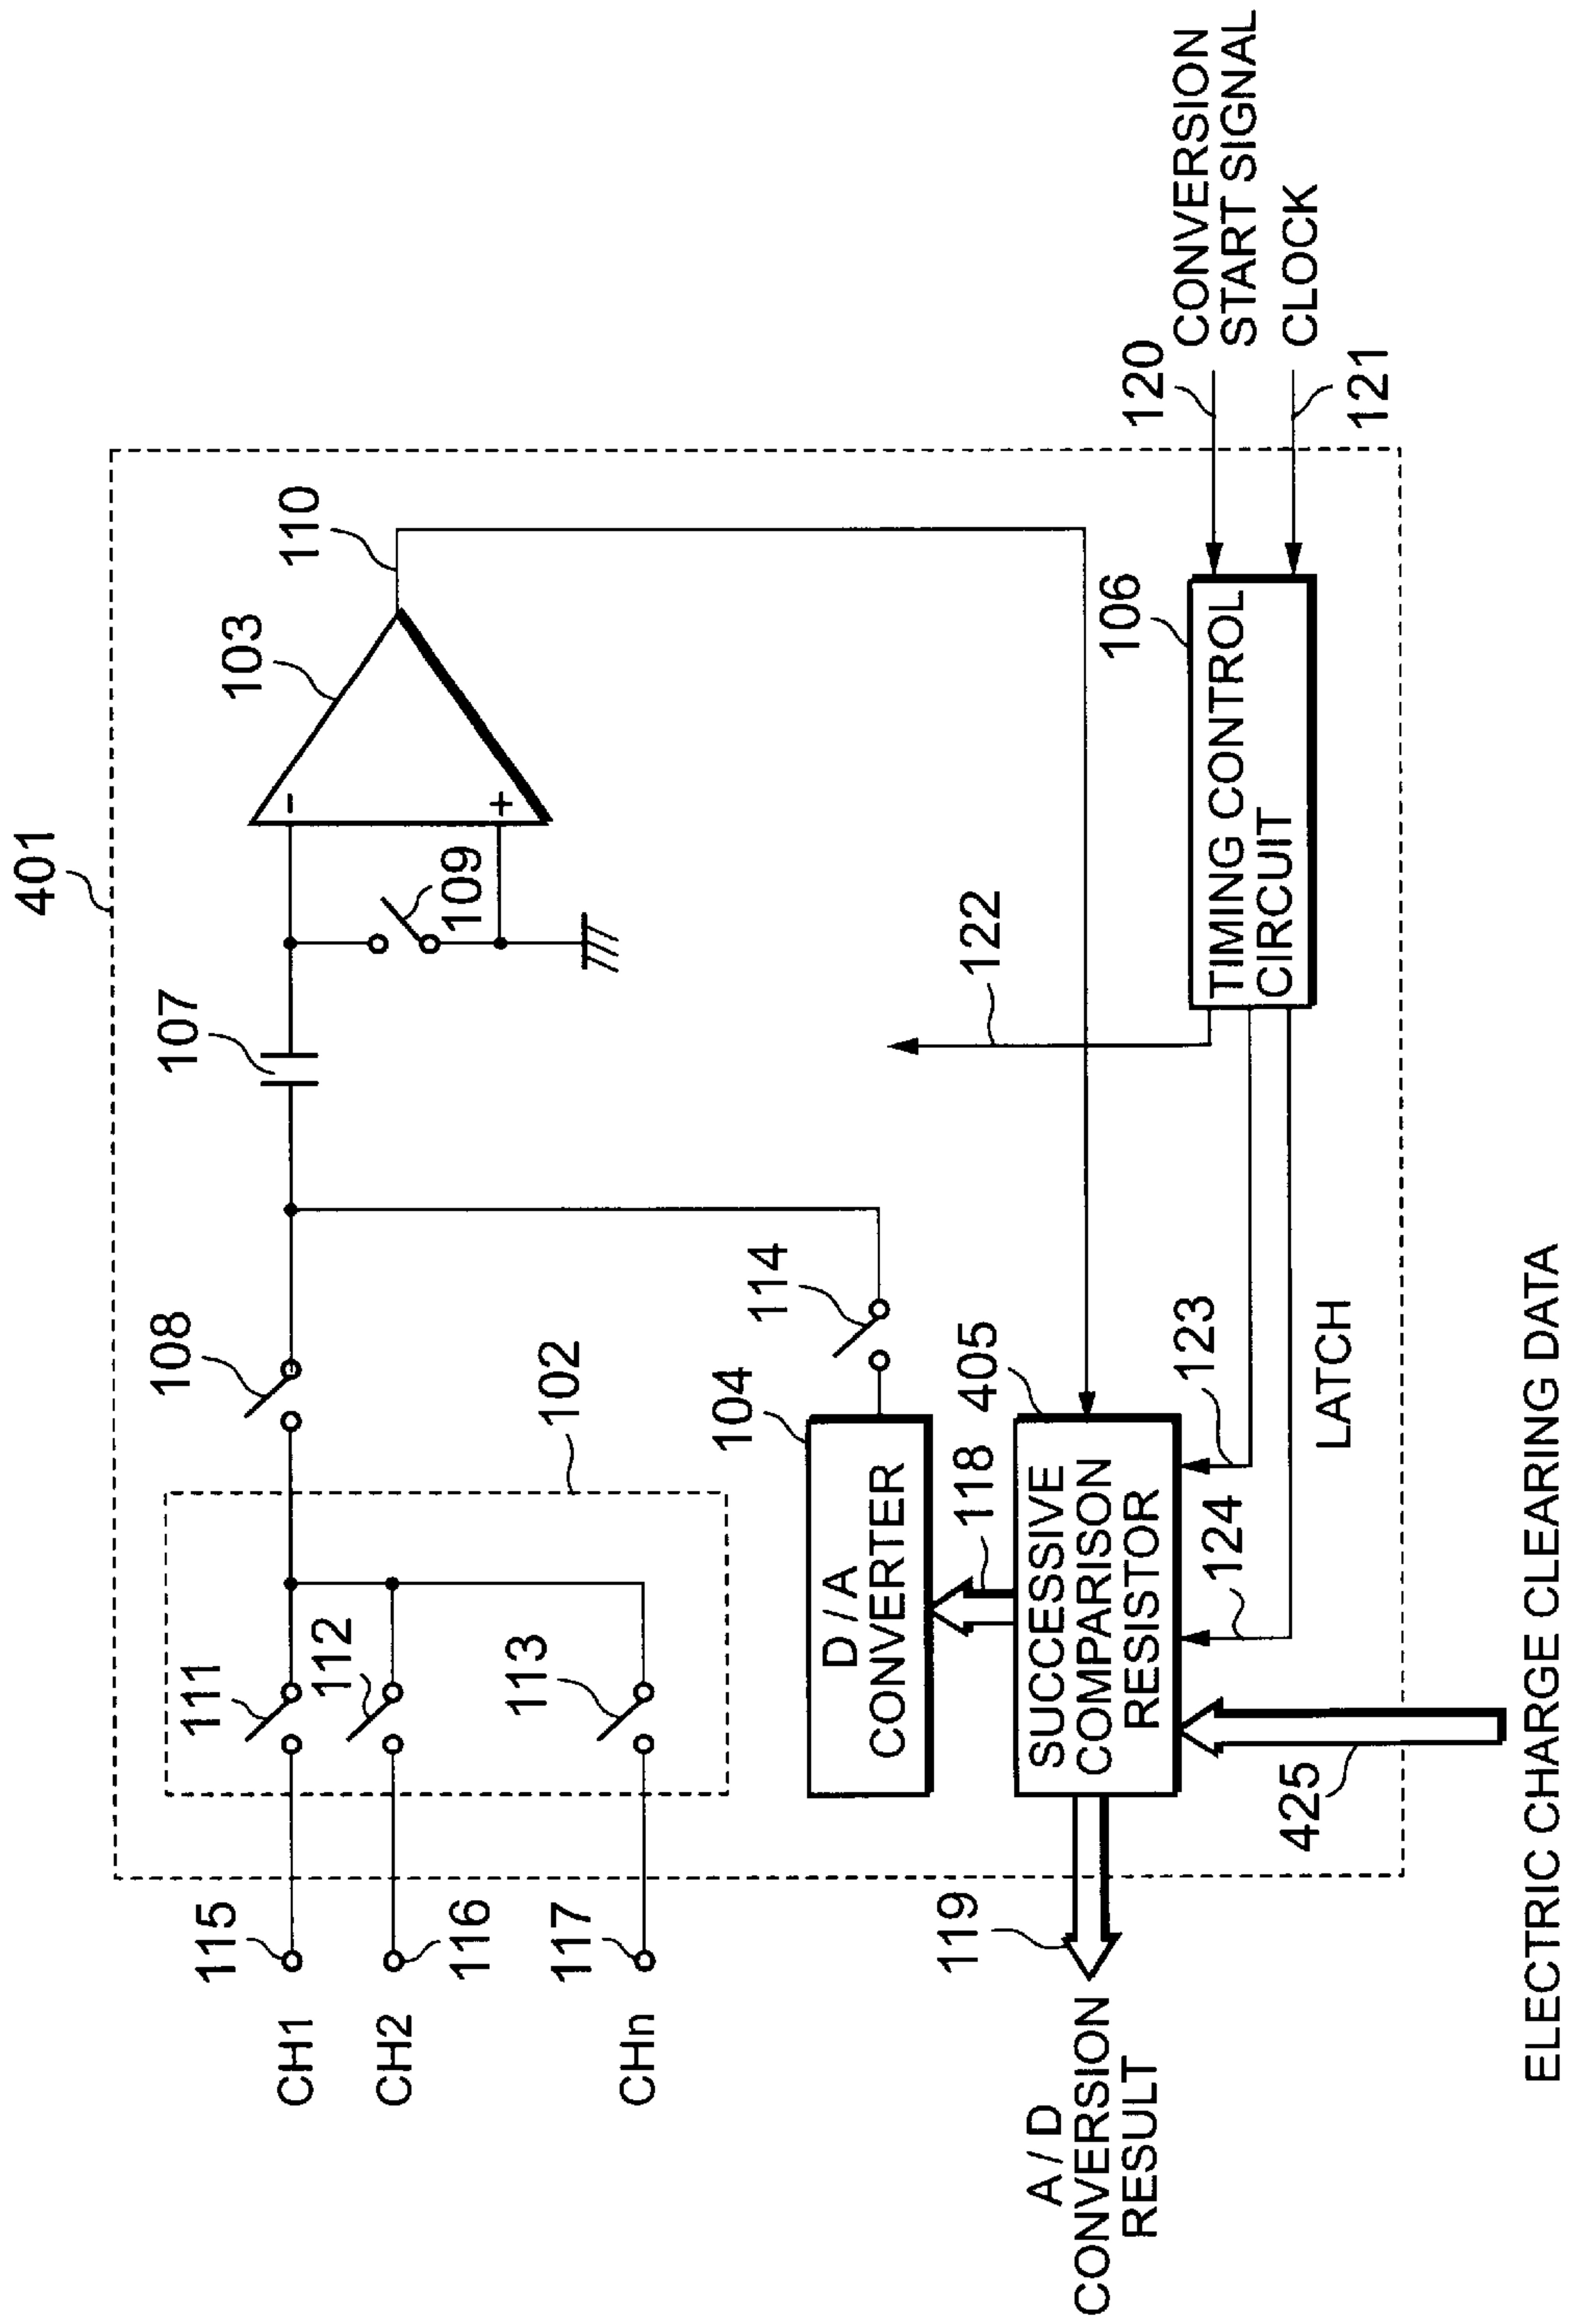 401
103
110
107
109
108
102
111
112
113
115
116
117
CH1
CH2
CHn
-
+
114
104
D / A
CONVERTER
118
405
SUCCESSIVE
COMPARISON
RESISTOR
122
106
TIMING CONTROL
CIRCUIT
120
CONVERSION
START SIGNAL
CLOCK
121
123
124
LATCH
119
A / D
CONVERSION
RESULT
425
ELECTRIC CHARGE CLEARING DATA